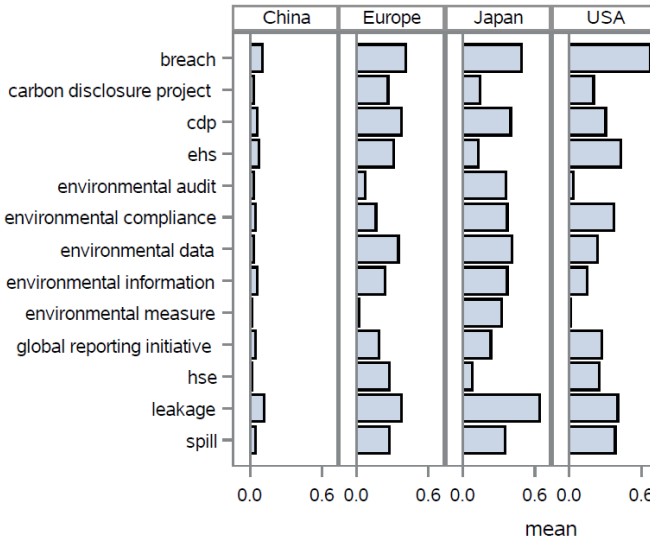 China Europe Japan USA
breach
carbon disclosure project
cdp
ehs
environmental audit
environmental compliance
environmental data
environmental information
environmental measure
global reporting initiative
hse
leakage
spill
0.0 0.6 0.0 0.6 0.0 0.6 0.0 0.6
mean